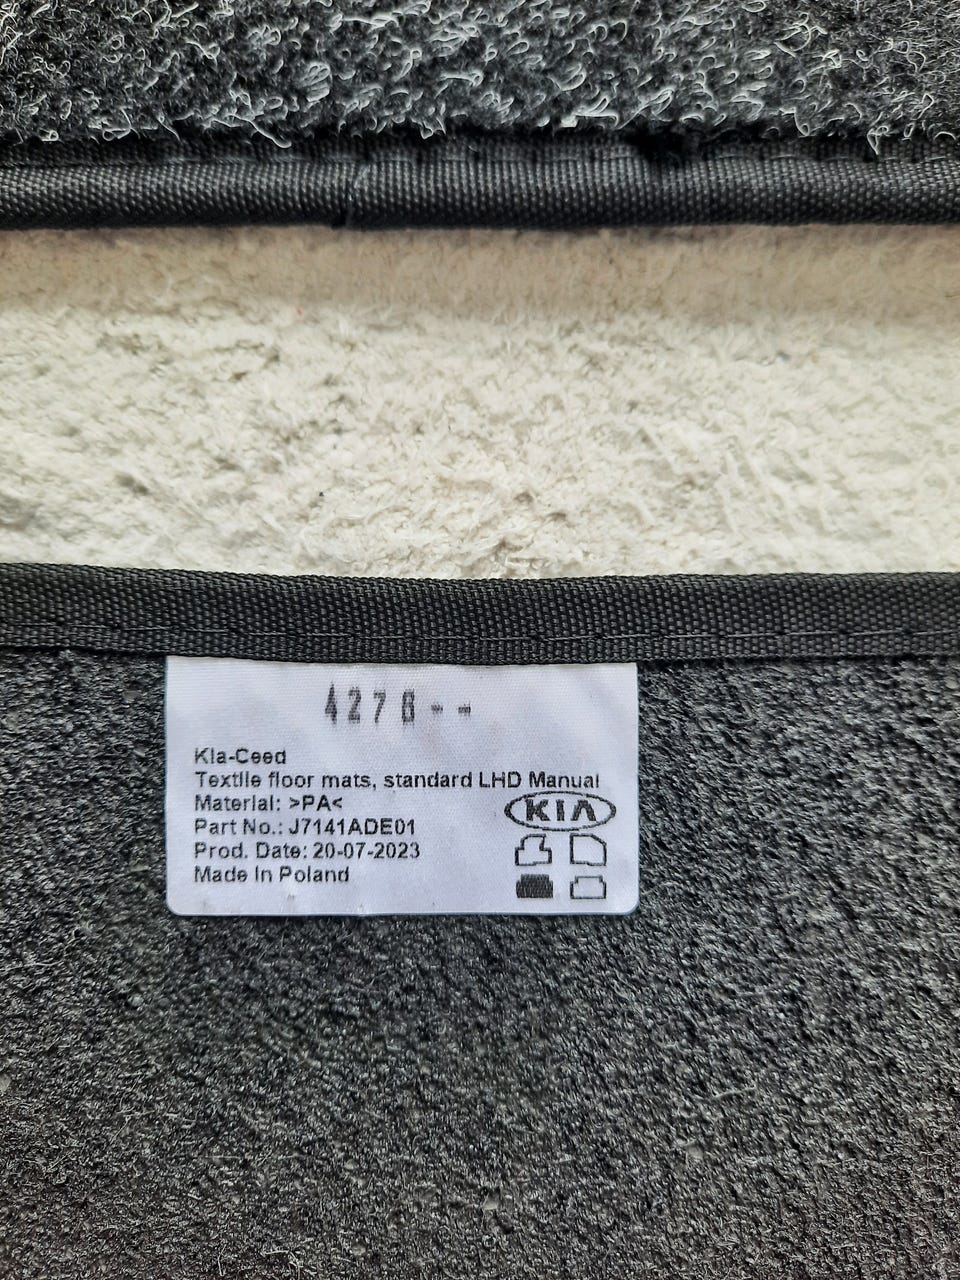 4276--
Kia-Ceed
Textile floor mats, standard LHD Manual
Material: >PA<
KIA
Part No.: J7141ADE01
Prod. Date: 20-07-2023
Made In Poland